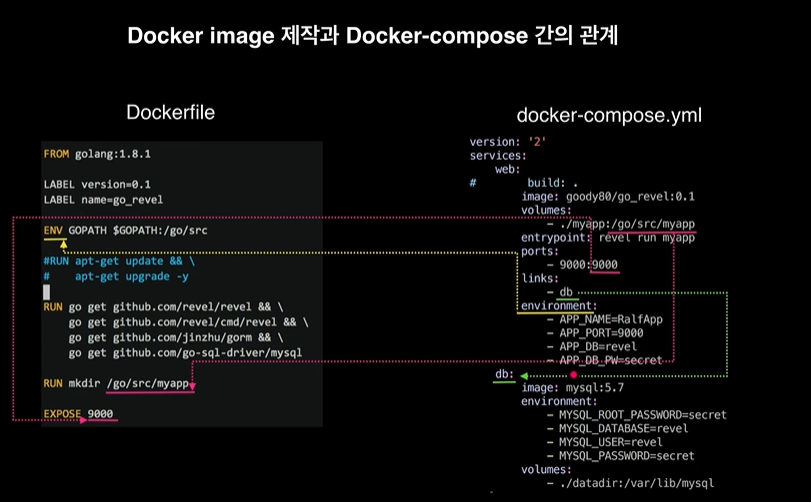 Docker image 제작과 Docker-compose 간의 관계
Dockerfile
FROM golang:1.8.1
LABEL version=0.1
LABEL name=go_revel
ENV GOPATH $GOPATH:/go/src
#RUN apt-get update && \
#    apt-get upgrade -y
RUN go get github.com/revel/revel && \
    go get github.com/revel/cmd/revel && \
    go get github.com/jinzhu/gorm && \
    go get github.com/go-sql-driver/mysql
RUN mkdir /go/src/myapp
EXPOSE 9000
docker-compose.yml
version: '2'
services:
    web:
#        build: .
        image: goody80/go_revel:0.1
        volumes:
            - ./myapp:/go/src/myapp
        entrypoint: revel run myapp
        ports:
            - 9000:9000
        links:
            - db
        environment:
            - APP_NAME=RalfApp
            - APP_PORT=9000
            - APP_DB=revel
            - APP_DB_PW=secret
    db:
        image: mysql:5.7
        environment:
            - MYSQL_ROOT_PASSWORD=secret
            - MYSQL_DATABASE=revel
            - MYSQL_USER=revel
            - MYSQL_PASSWORD=secret
        volumes:
            - ./datadir:/var/lib/mysql